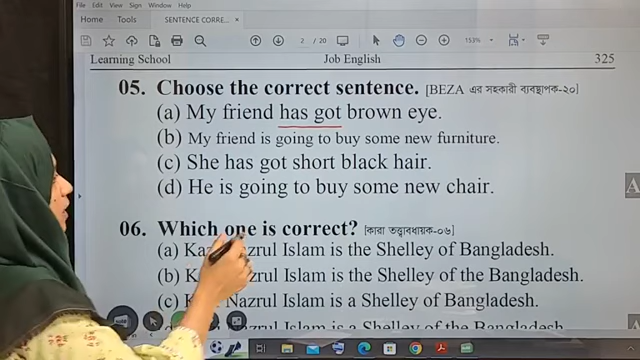 File Edit View Sign Window Help
Home Tools SENTENCE CORRE... ×
2 / 20 153%
Learning School Job English 325
05. Choose the correct sentence. [BEZA এর সহকারী ব্যবস্থাপক-২০]
(a) My friend has got brown eye.
(b) My friend is going to buy some new furniture.
(c) She has got short black hair.
(d) He is going to buy some new chair.
06. Which one is correct? [কারা তত্ত্বাবধায়ক-০৬]
(a) Nazrul Islam is the Shelley of Bangladesh.
(b) Nazrul Islam is the Shelley of the Bangladesh.
(c) Nazrul Islam is a Shelley of Bangladesh.
Nazrul Islam is a Shelley of the Bangladesh.